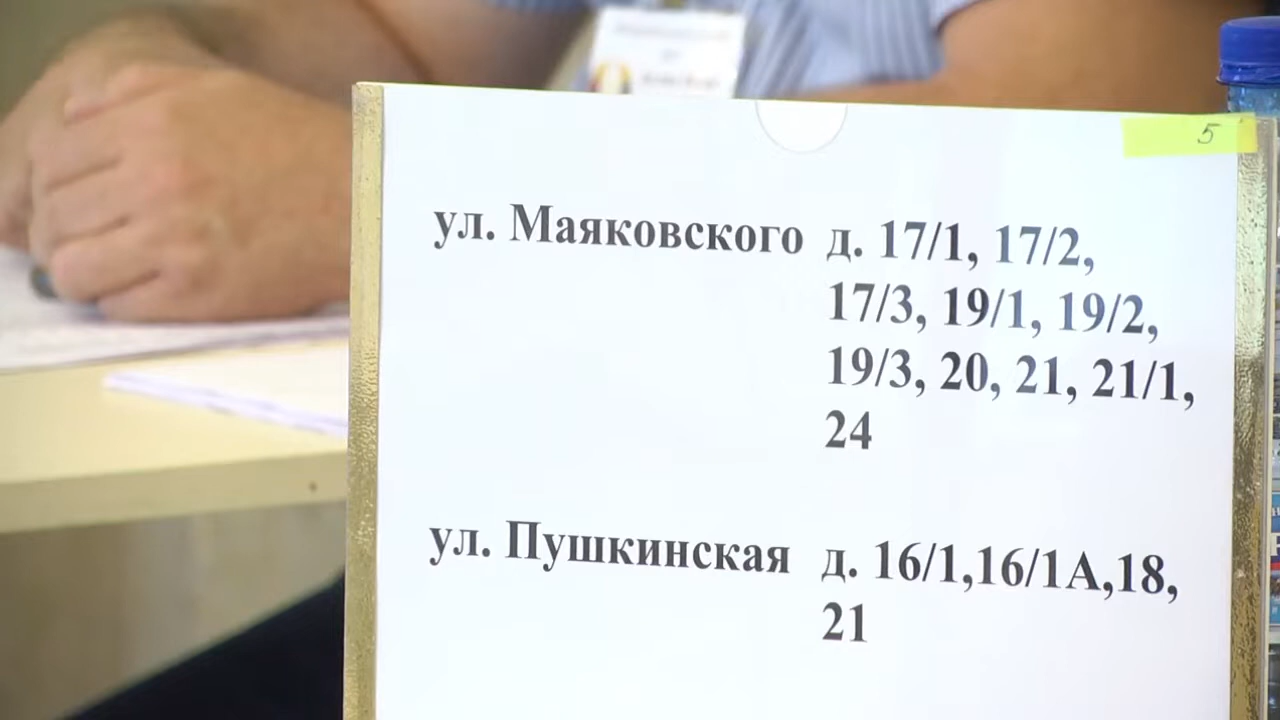 5
ул. Маяковского д. 17/1, 17/2,
17/3, 19/1, 19/2,
19/3, 20, 21, 21/1,
24
ул. Пушкинская д. 16/1,16/1А,18,
21